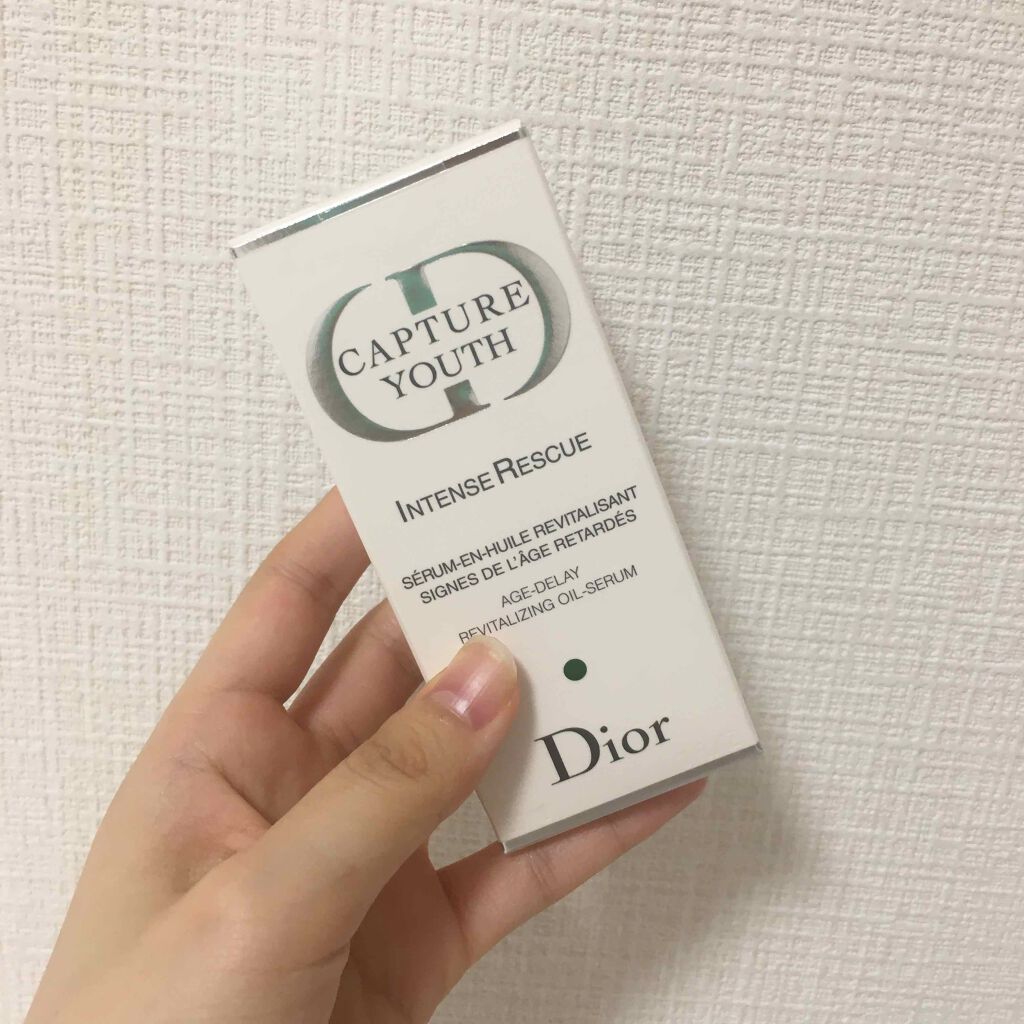 CAPTURE
YOUTH
INTENSE RESCUE
SÉRUM-EN-HUILE REVITALISANT
SIGNES DE L'ÂGE RETARDÉS
AGE-DELAY
REVITALIZING OIL-SERUM
Dior